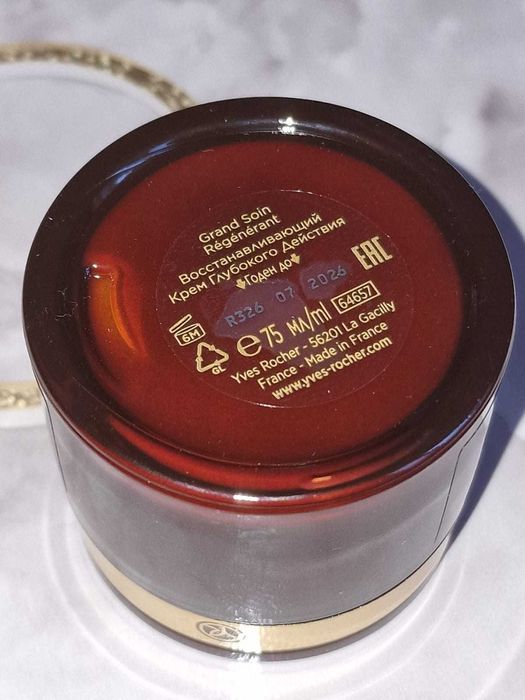 Grand Soin
Régénérant
Восстанавливающий
Крем Глубокого Действия
Годен до
EAC
R326 07 2026
6M
e 75 мл/ml 64657
GL
Yves Rocher - 56201 La Gacilly
France - Made in France
www.yves-rocher.com